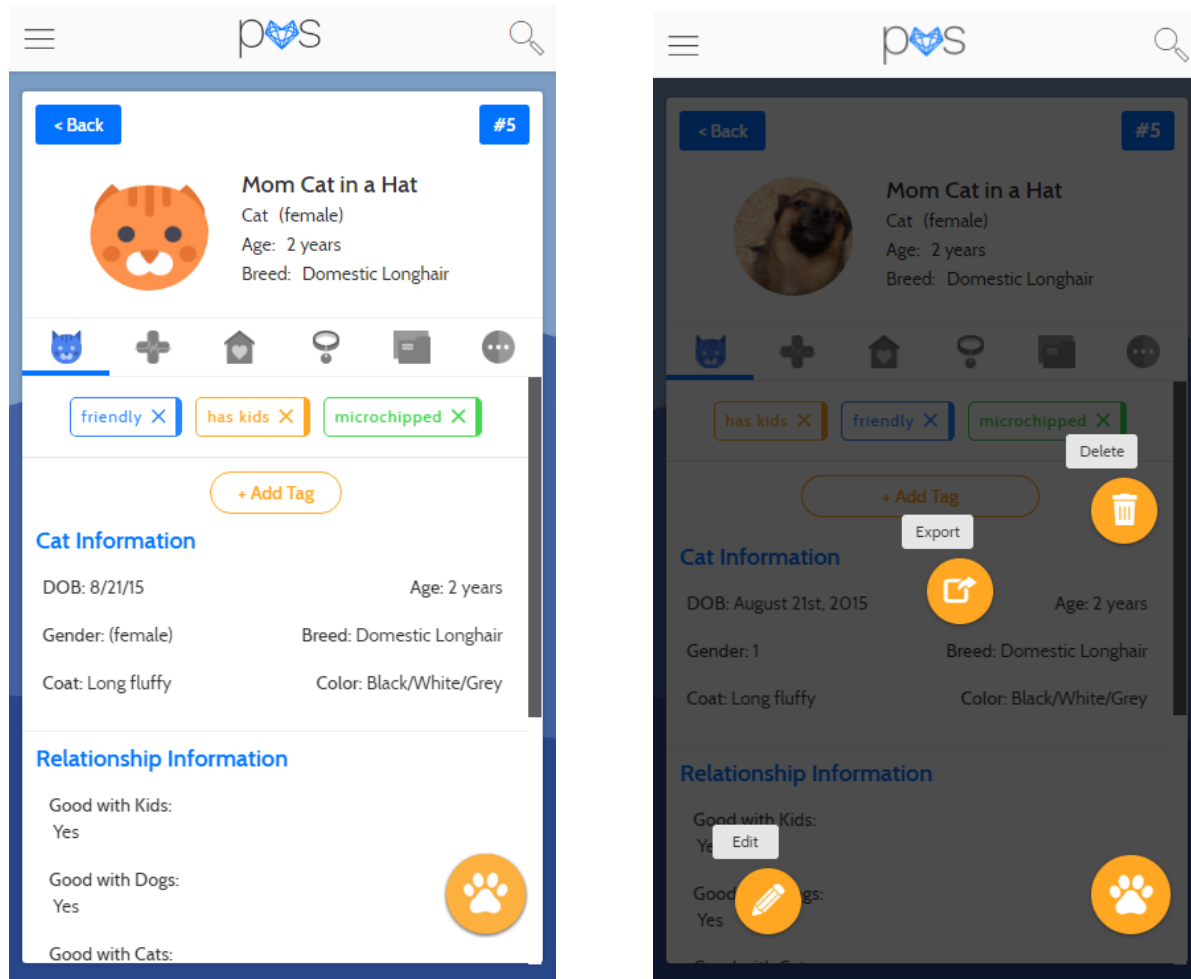 pvs
< Back
#5
Mom Cat in a Hat
Cat (female)
Age: 2 years
Breed: Domestic Longhair
friendly ×
has kids ×
microchipped ×
+ Add Tag
Cat Information
DOB: 8/21/15
Age: 2 years
Gender: (female)
Breed: Domestic Longhair
Coat: Long fluffy
Color: Black/White/Grey
Relationship Information
Good with Kids:
Yes
Good with Dogs:
Yes
Good with Cats:
pvs
< Back
#5
Mom Cat in a Hat
Cat (female)
Age: 2 years
Breed: Domestic Longhair
has kids ×
friendly ×
microchipped ×
Delete
+ Add Tag
Export
Cat Information
DOB: August 21st, 2015
Age: 2 years
Gender: 1
Breed: Domestic Longhair
Coat: Long fluffy
Color: Black/White/Grey
Relationship Information
Good with Kids:
Edit
Yes